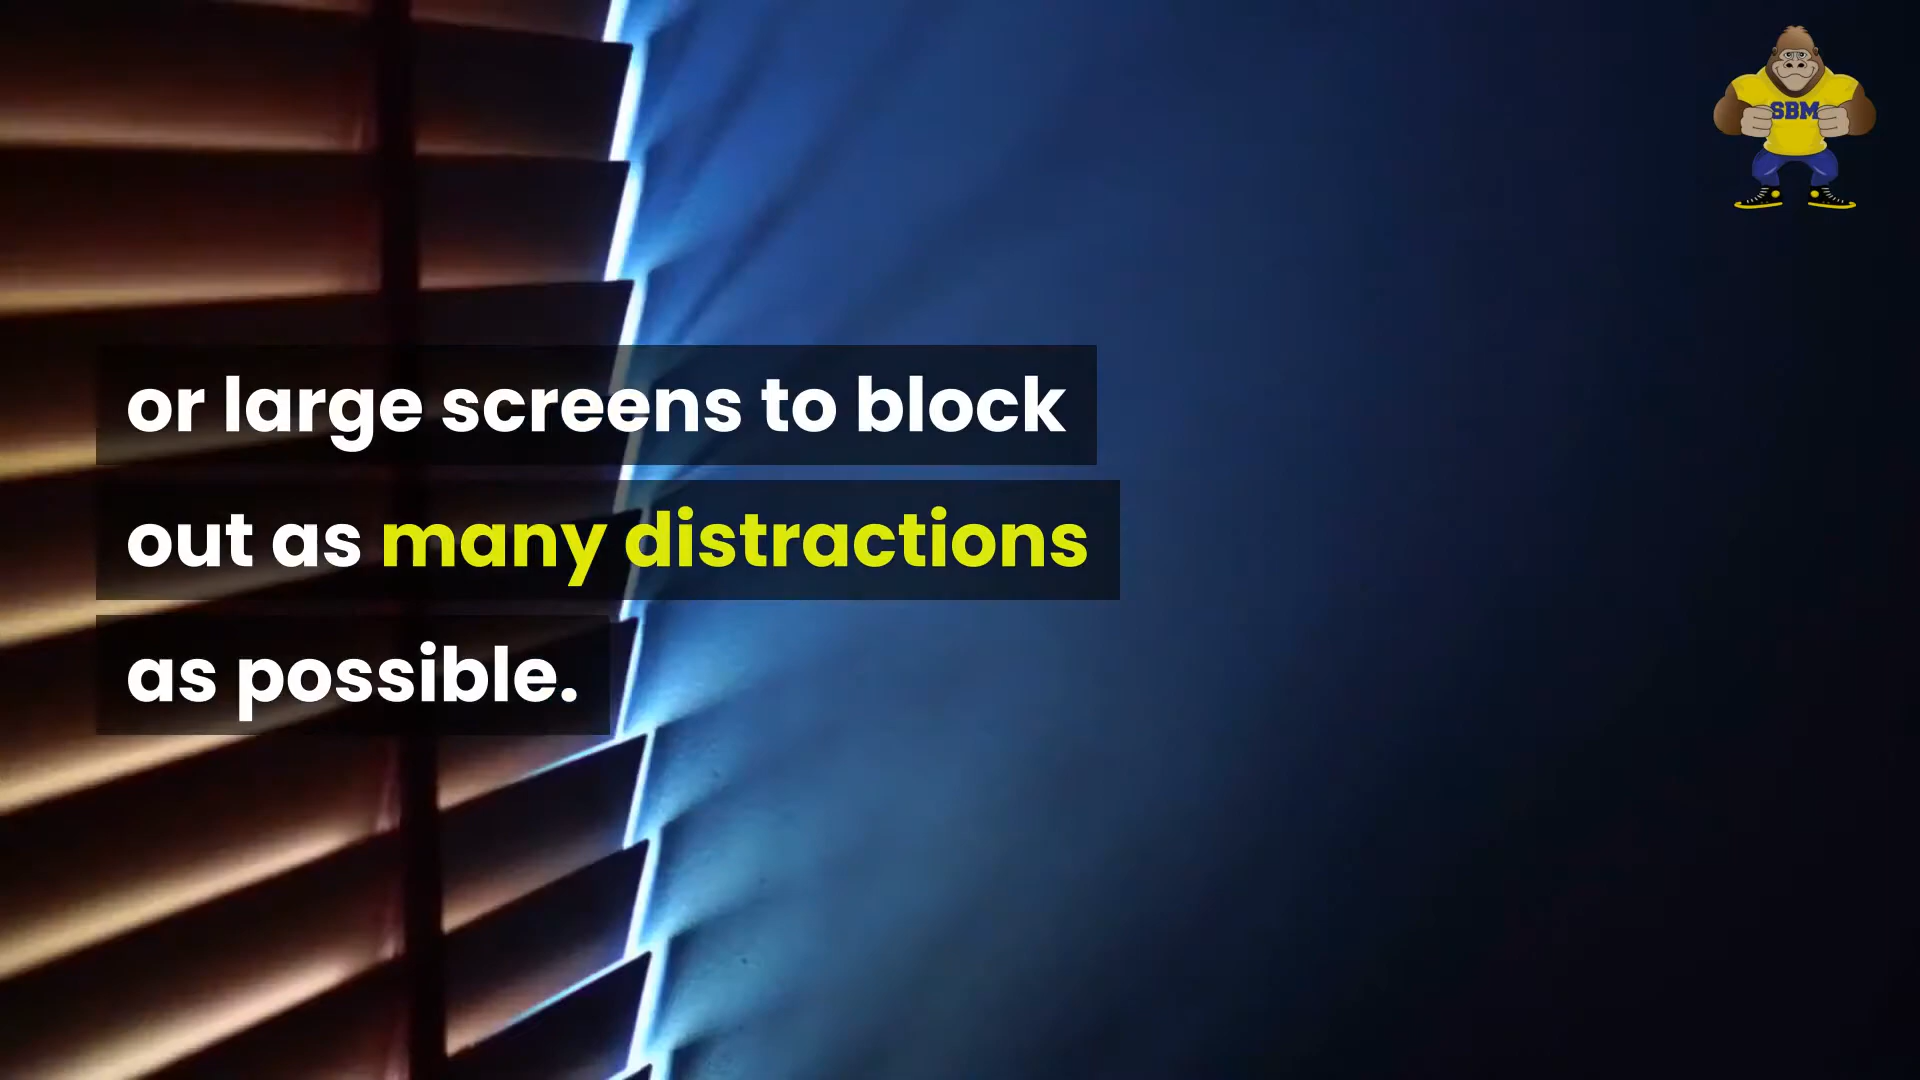 SBM
or large screens to block
out as many distractions
as possible.